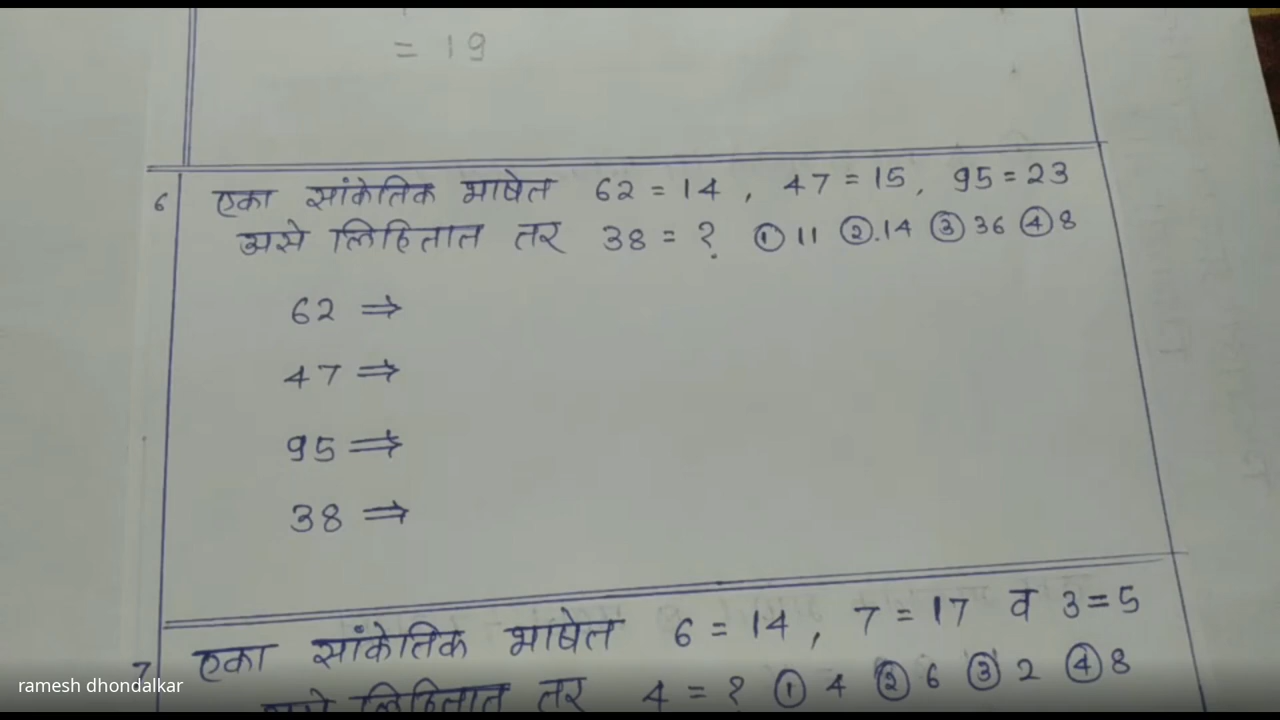 = 19
6 एका सांकेतिक भाषेत 62 = 14 , 47 = 15, 95 = 23
असे लिहितात तर 38 = ? ① 11 ②.14 ③ 36 ④ 8
62 ⇒
47 ⇒
95 ⇒
38 ⇒
7 एका सांकेतिक भाषेत 6 = 14 , 7 = 17 व 3 = 5
असे लिहितात तर 4 = ? ① 4 ② 6 ③ 2 ④ 8
ramesh dhondalkar